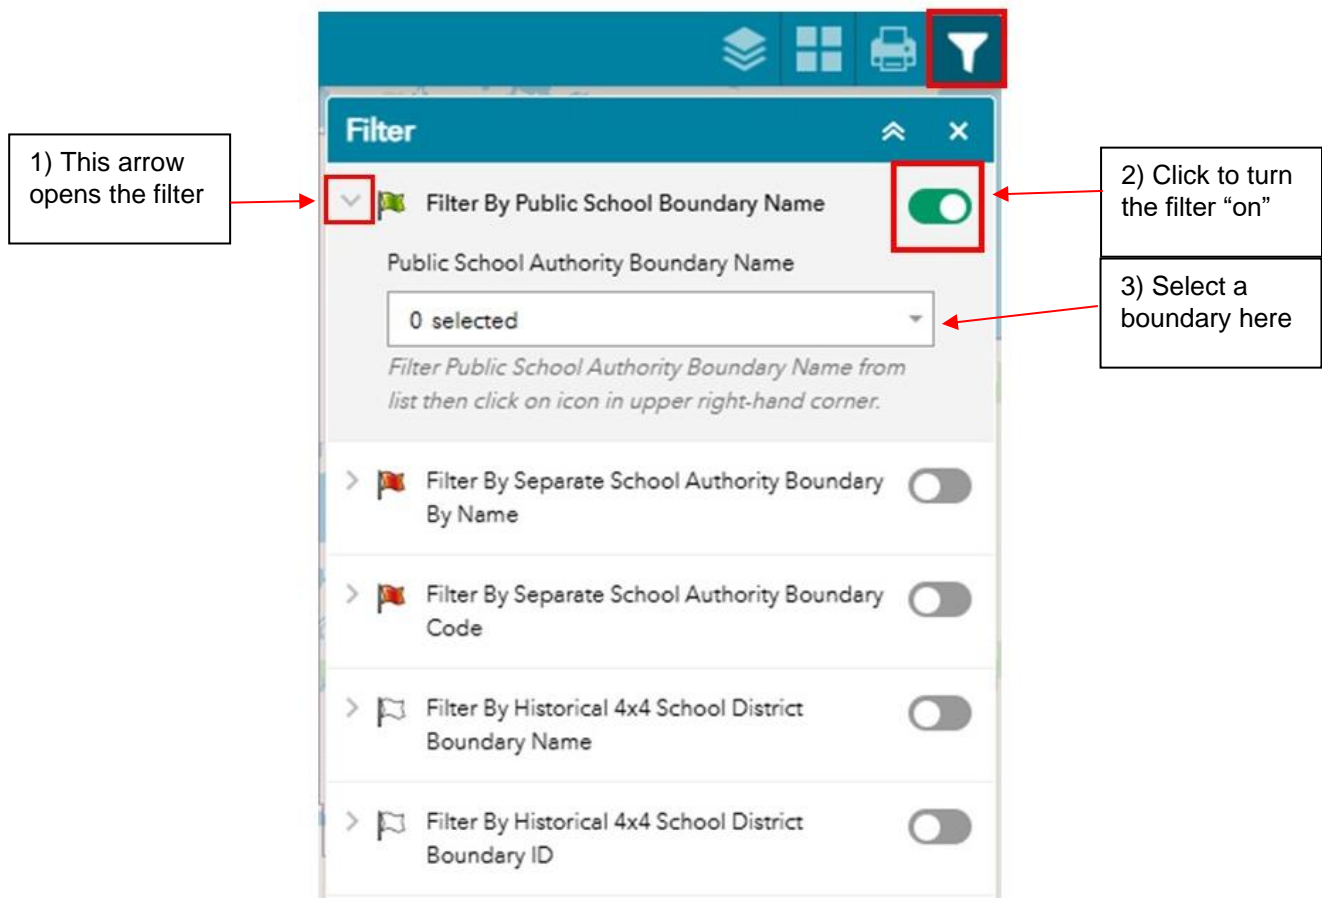 Filter
1) This arrow
opens the filter
Filter By Public School Boundary Name
2) Click to turn
the filter “on”
Public School Authority Boundary Name
0 selected
3) Select a
boundary here
Filter Public School Authority Boundary Name from
list then click on icon in upper right-hand corner.
Filter By Separate School Authority Boundary
By Name
Filter By Separate School Authority Boundary
Code
Filter By Historical 4x4 School District
Boundary Name
Filter By Historical 4x4 School District
Boundary ID